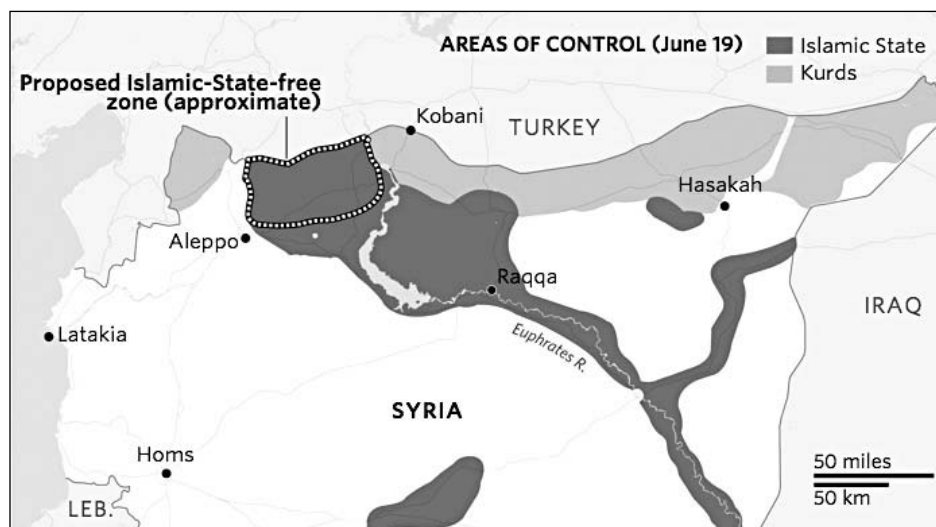 AREAS OF CONTROL (June 19)
Islamic State
Kurds
Proposed Islamic-State-free
zone (approximate)
Kobani
TURKEY
Hasakah
Aleppo
Raqqa
IRAQ
Latakia
Euphrates R.
SYRIA
Homs
50 miles
50 km
LEB.